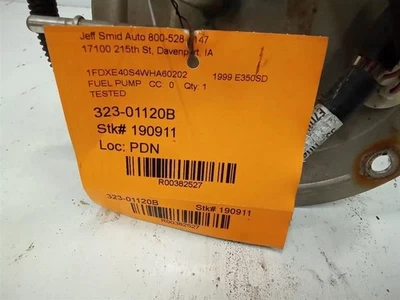 Jeff Smid Auto 800-528-
17100 215th St, Davenport, IA
1FDXE40S4WHA60202 1999 E350SD
FUEL PUMP CC: 0 Qty: 1
TESTED
323-01120B
Stk# 190911
Loc: PDN
R00382527
323-01120B Stk# 190911
R00382527